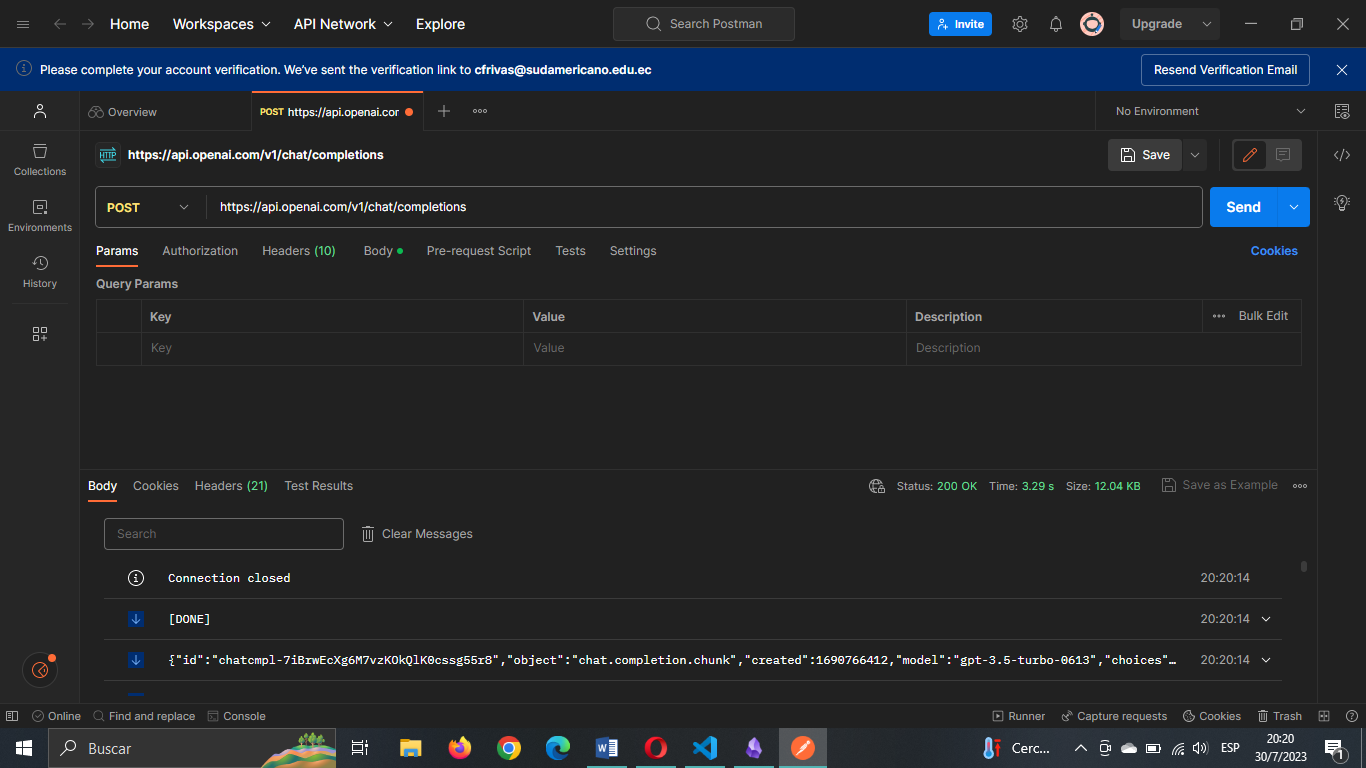 Home Workspaces API Network Explore Search Postman Invite Upgrade
Please complete your account verification. We've sent the verification link to cfrivas@sudamericano.edu.ec Resend Verification Email
Overview POST https://api.openai.cor No Environment
HTTP https://api.openai.com/v1/chat/completions Save
Collections
POST https://api.openai.com/v1/chat/completions Send
Environments
Params Authorization Headers (10) Body Pre-request Script Tests Settings Cookies
History
Query Params
Key Value Description Bulk Edit
Key Value Description
Body Cookies Headers (21) Test Results Status: 200 OK Time: 3.29 s Size: 12.04 KB Save as Example
Search Clear Messages
Connection closed 20:20:14
[DONE] 20:20:14
{"id":"chatcmpl-7iBrwEcXg6M7vzKOkQlK0cssg55r8","object":"chat.completion.chunk","created":1690766412,"model":"gpt-3.5-turbo-0613","choices"… 20:20:14
Online Find and replace Console Runner Capture requests Cookies Trash
Buscar Cerc... ESP 20:20
30/7/2023 1